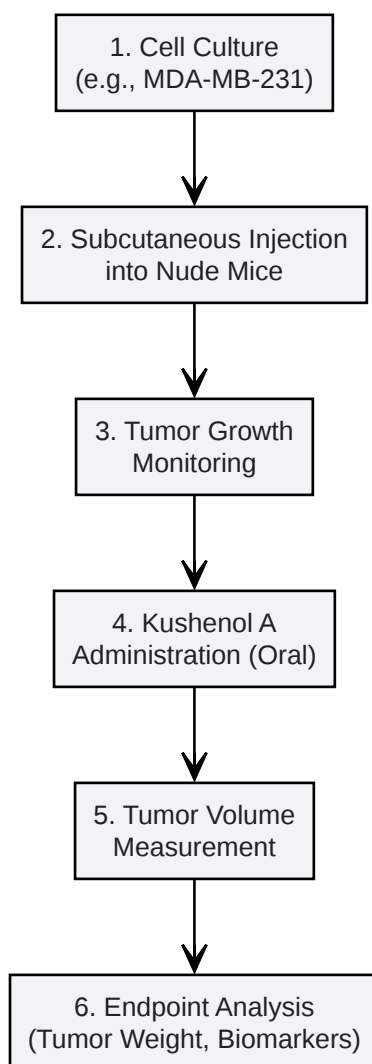 1. Cell Culture
(e.g., MDA-MB-231)
2. Subcutaneous Injection
into Nude Mice
3. Tumor Growth
Monitoring
4. Kushenol A
Administration (Oral)
5. Tumor Volume
Measurement
6. Endpoint Analysis
(Tumor Weight, Biomarkers)